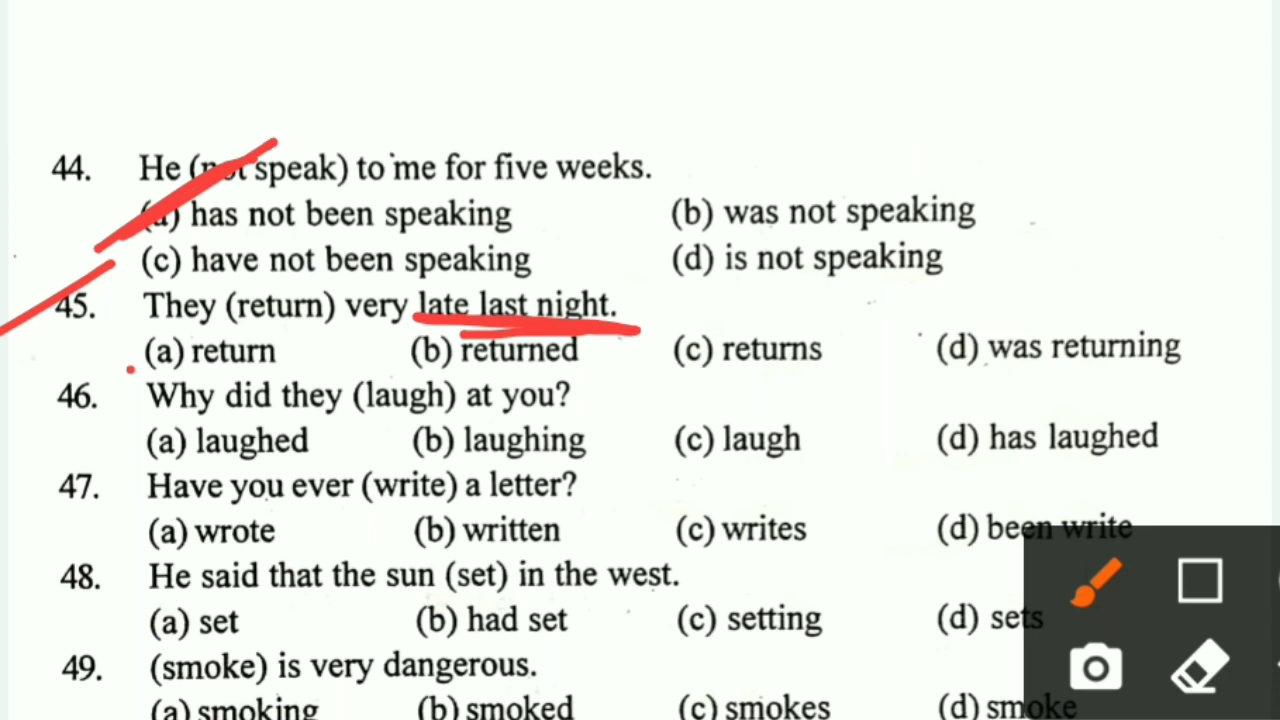 44. He (not speak) to me for five weeks.
(a) has not been speaking (b) was not speaking
(c) have not been speaking (d) is not speaking
45. They (return) very late last night.
(a) return (b) returned (c) returns (d) was returning
46. Why did they (laugh) at you?
(a) laughed (b) laughing (c) laugh (d) has laughed
47. Have you ever (write) a letter?
(a) wrote (b) written (c) writes (d) been write
48. He said that the sun (set) in the west.
(a) set (b) had set (c) setting (d) sets
49. (smoke) is very dangerous.
(a) smoking (b) smoked (c) smokes (d) smoke